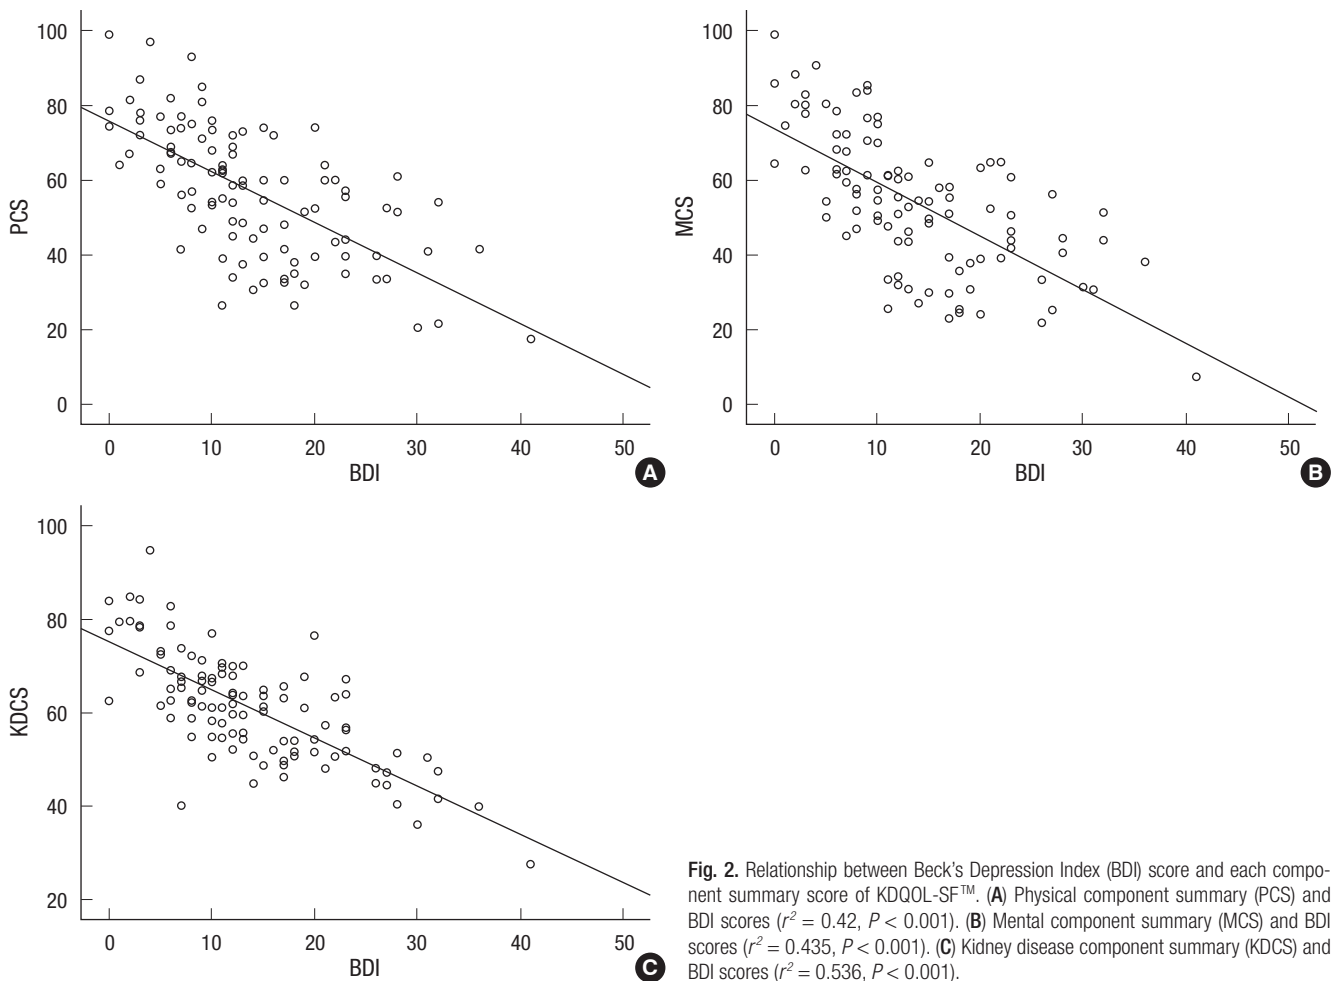 100
80
60
40
20
0
PCS
0 10 20 30 40 50
BDI
A
100
80
60
40
20
0
MCS
0 10 20 30 40 50
BDI
B
100
80
60
40
20
KDCS
0 10 20 30 40 50
BDI
C
Fig. 2. Relationship between Beck's Depression Index (BDI) score and each compo-
nent summary score of KDQOL-SF™. (A) Physical component summary (PCS) and
BDI scores (r² = 0.42, P < 0.001). (B) Mental component summary (MCS) and BDI
scores (r² = 0.435, P < 0.001). (C) Kidney disease component summary (KDCS) and
BDI scores (r² = 0.536, P < 0.001).